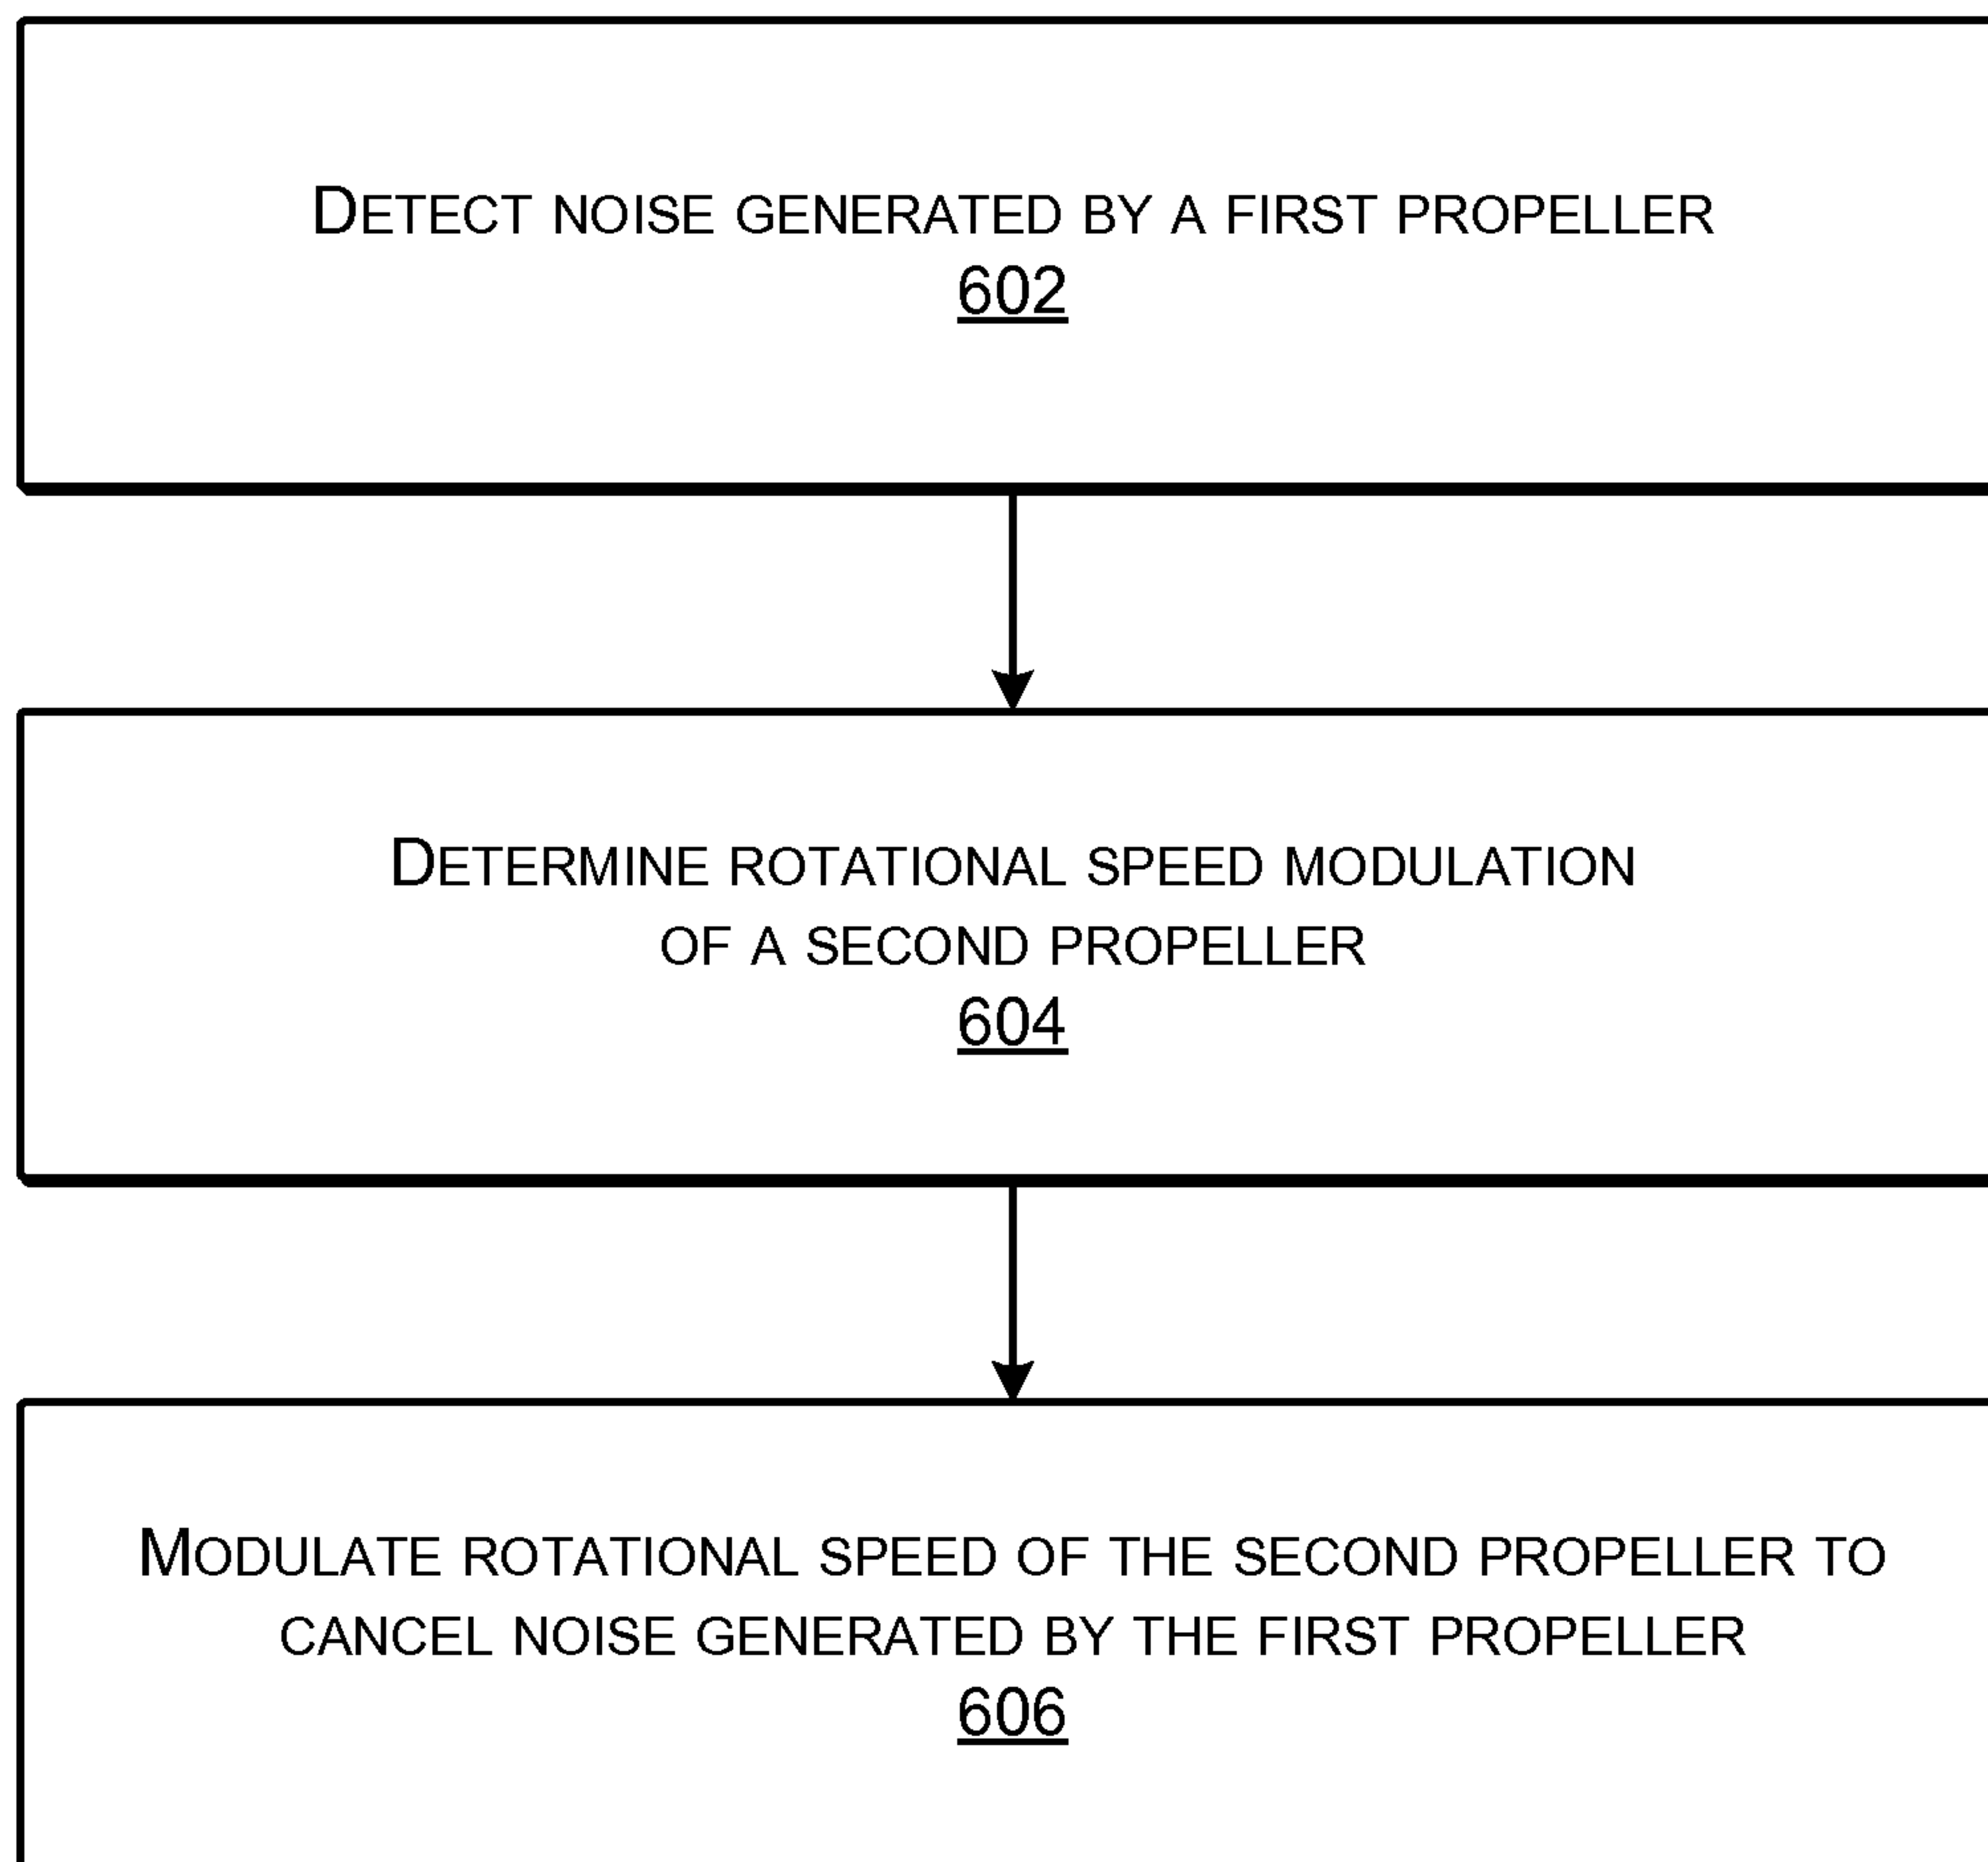 DETECT NOISE GENERATED BY A FIRST PROPELLER
602
DETERMINE ROTATIONAL SPEED MODULATION
OF A SECOND PROPELLER
604
MODULATE ROTATIONAL SPEED OF THE SECOND PROPELLER TO
CANCEL NOISE GENERATED BY THE FIRST PROPELLER
606